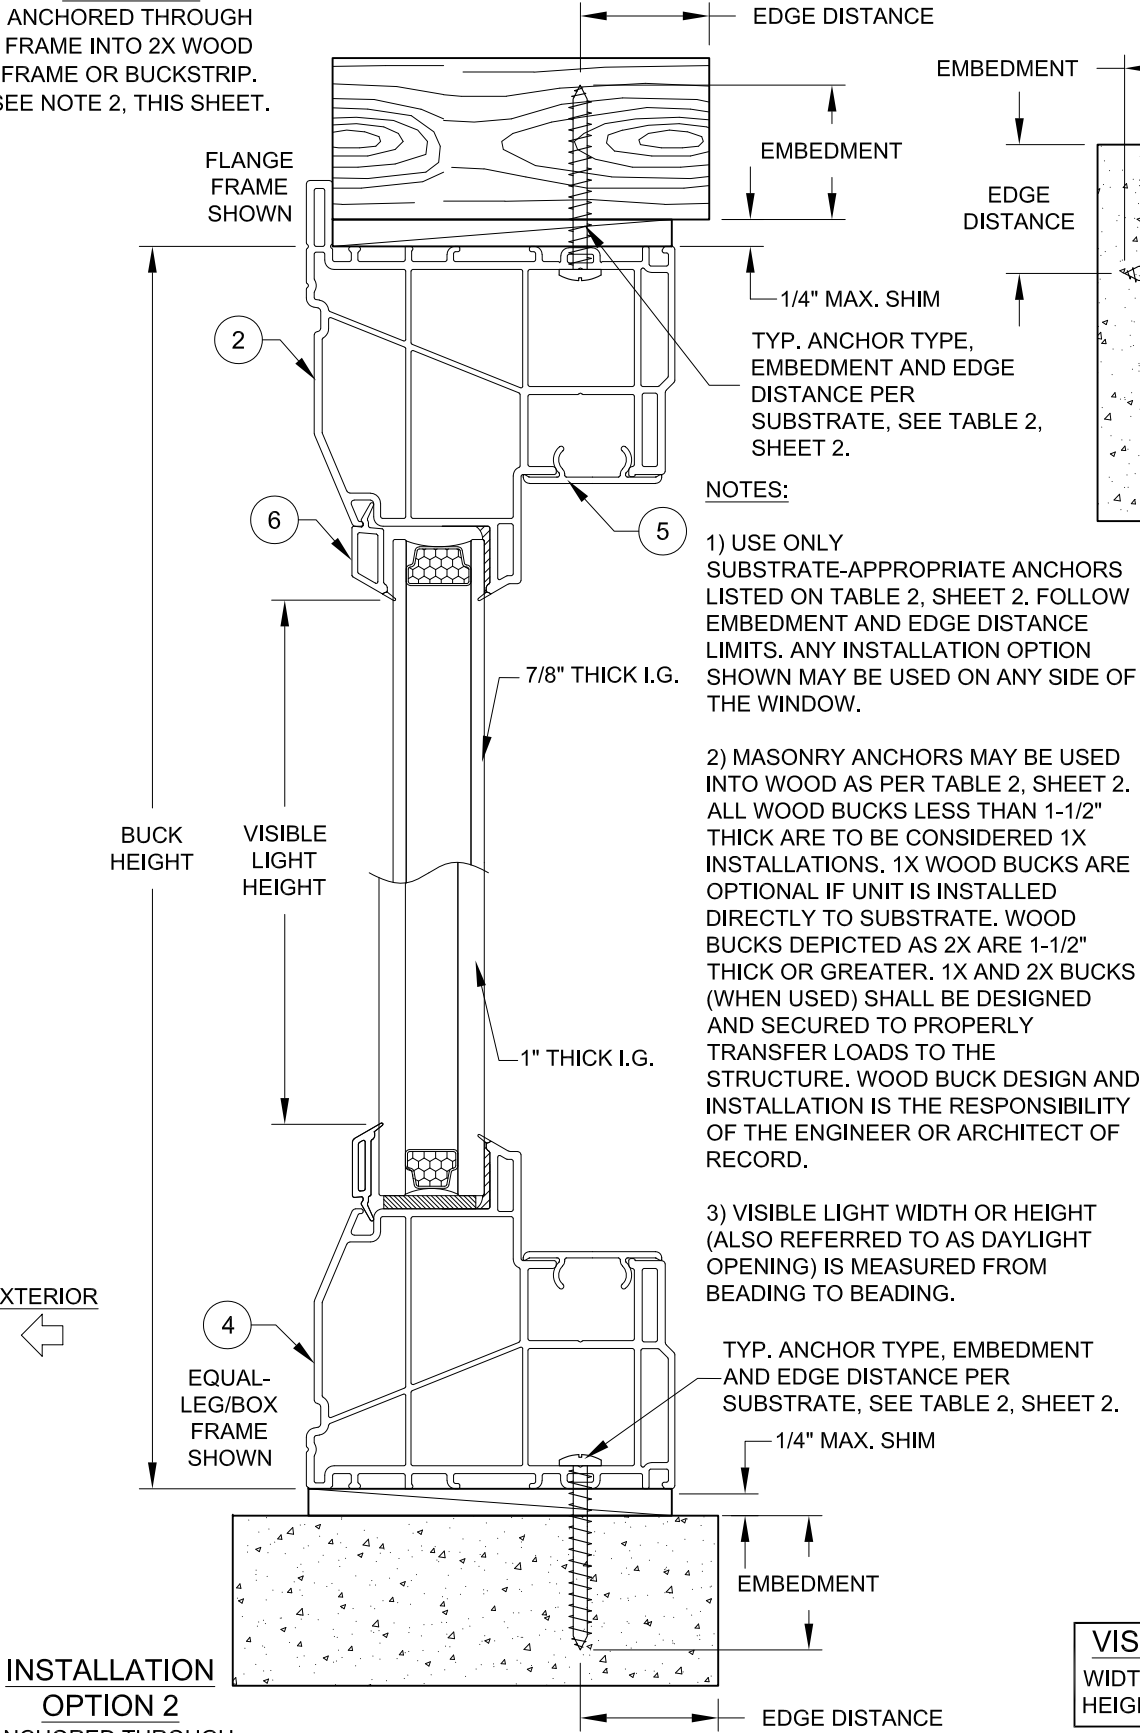 ANCHORED THROUGH
FRAME INTO 2X WOOD
FRAME OR BUCKSTRIP.
SEE NOTE 2, THIS SHEET.
EDGE DISTANCE
EMBEDMENT
EMBEDMENT
EDGE
DISTANCE
FLANGE
FRAME
SHOWN
1/4" MAX. SHIM
2
TYP. ANCHOR TYPE,
EMBEDMENT AND EDGE
DISTANCE PER
SUBSTRATE, SEE TABLE 2,
SHEET 2.
6
5
NOTES:
1) USE ONLY
SUBSTRATE-APPROPRIATE ANCHORS
LISTED ON TABLE 2, SHEET 2. FOLLOW
EMBEDMENT AND EDGE DISTANCE
LIMITS. ANY INSTALLATION OPTION
SHOWN MAY BE USED ON ANY SIDE OF
THE WINDOW.
7/8" THICK I.G.
2) MASONRY ANCHORS MAY BE USED
INTO WOOD AS PER TABLE 2, SHEET 2.
ALL WOOD BUCKS LESS THAN 1-1/2"
THICK ARE TO BE CONSIDERED 1X
INSTALLATIONS. 1X WOOD BUCKS ARE
OPTIONAL IF UNIT IS INSTALLED
DIRECTLY TO SUBSTRATE. WOOD
BUCKS DEPICTED AS 2X ARE 1-1/2"
THICK OR GREATER. 1X AND 2X BUCKS
(WHEN USED) SHALL BE DESIGNED
AND SECURED TO PROPERLY
TRANSFER LOADS TO THE
STRUCTURE. WOOD BUCK DESIGN AND
INSTALLATION IS THE RESPONSIBILITY
OF THE ENGINEER OR ARCHITECT OF
RECORD.
BUCK
HEIGHT
VISIBLE
LIGHT
HEIGHT
1" THICK I.G.
3) VISIBLE LIGHT WIDTH OR HEIGHT
(ALSO REFERRED TO AS DAYLIGHT
OPENING) IS MEASURED FROM
BEADING TO BEADING.
XTERIOR
4
EQUAL-
LEG/BOX
FRAME
SHOWN
TYP. ANCHOR TYPE, EMBEDMENT
AND EDGE DISTANCE PER
SUBSTRATE, SEE TABLE 2, SHEET 2.
1/4" MAX. SHIM
EMBEDMENT
EDGE DISTANCE
INSTALLATION
OPTION 2
NCHORED THROUGH
VIS
WIDT
HEIG